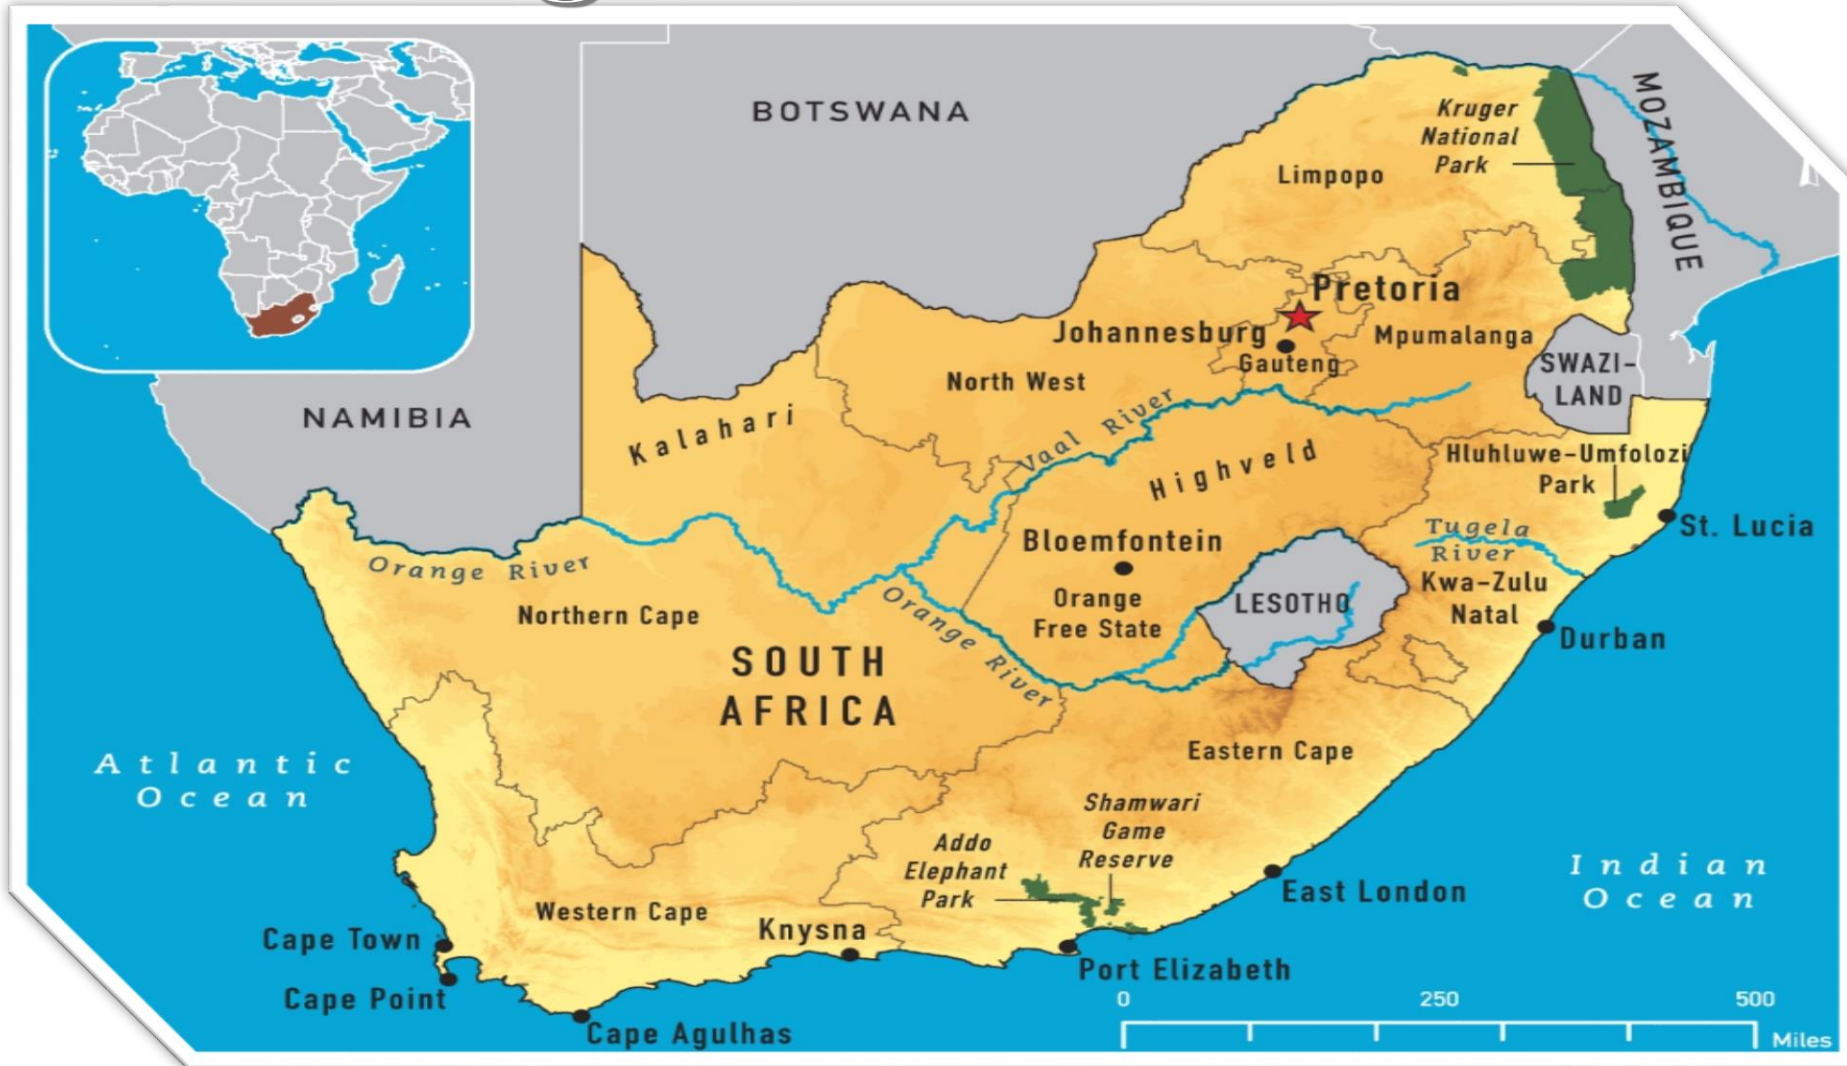 BOTSWANA
MOZAMBIQUE
Kruger
National
Park
Limpopo
Pretoria
Johannesburg
Gauteng
Mpumalanga
SWAZI-
LAND
North West
NAMIBIA
Kalahari
Vaal River
Highveld
Hluhluwe-Umfolozi
Park
St. Lucia
Tugela
River
Bloemfontein
Orange River
Orange River
Northern Cape
Orange
Free State
LESOTHO
Kwa-Zulu
Natal
Durban
SOUTH
AFRICA
Eastern Cape
Atlantic
Ocean
Shamwari
Game
Reserve
Addo
Elephant
Park
Indian
Ocean
East London
Western Cape
Knysna
Cape Town
Port Elizabeth
Cape Point
Cape Agulhas
0 250 500
Miles